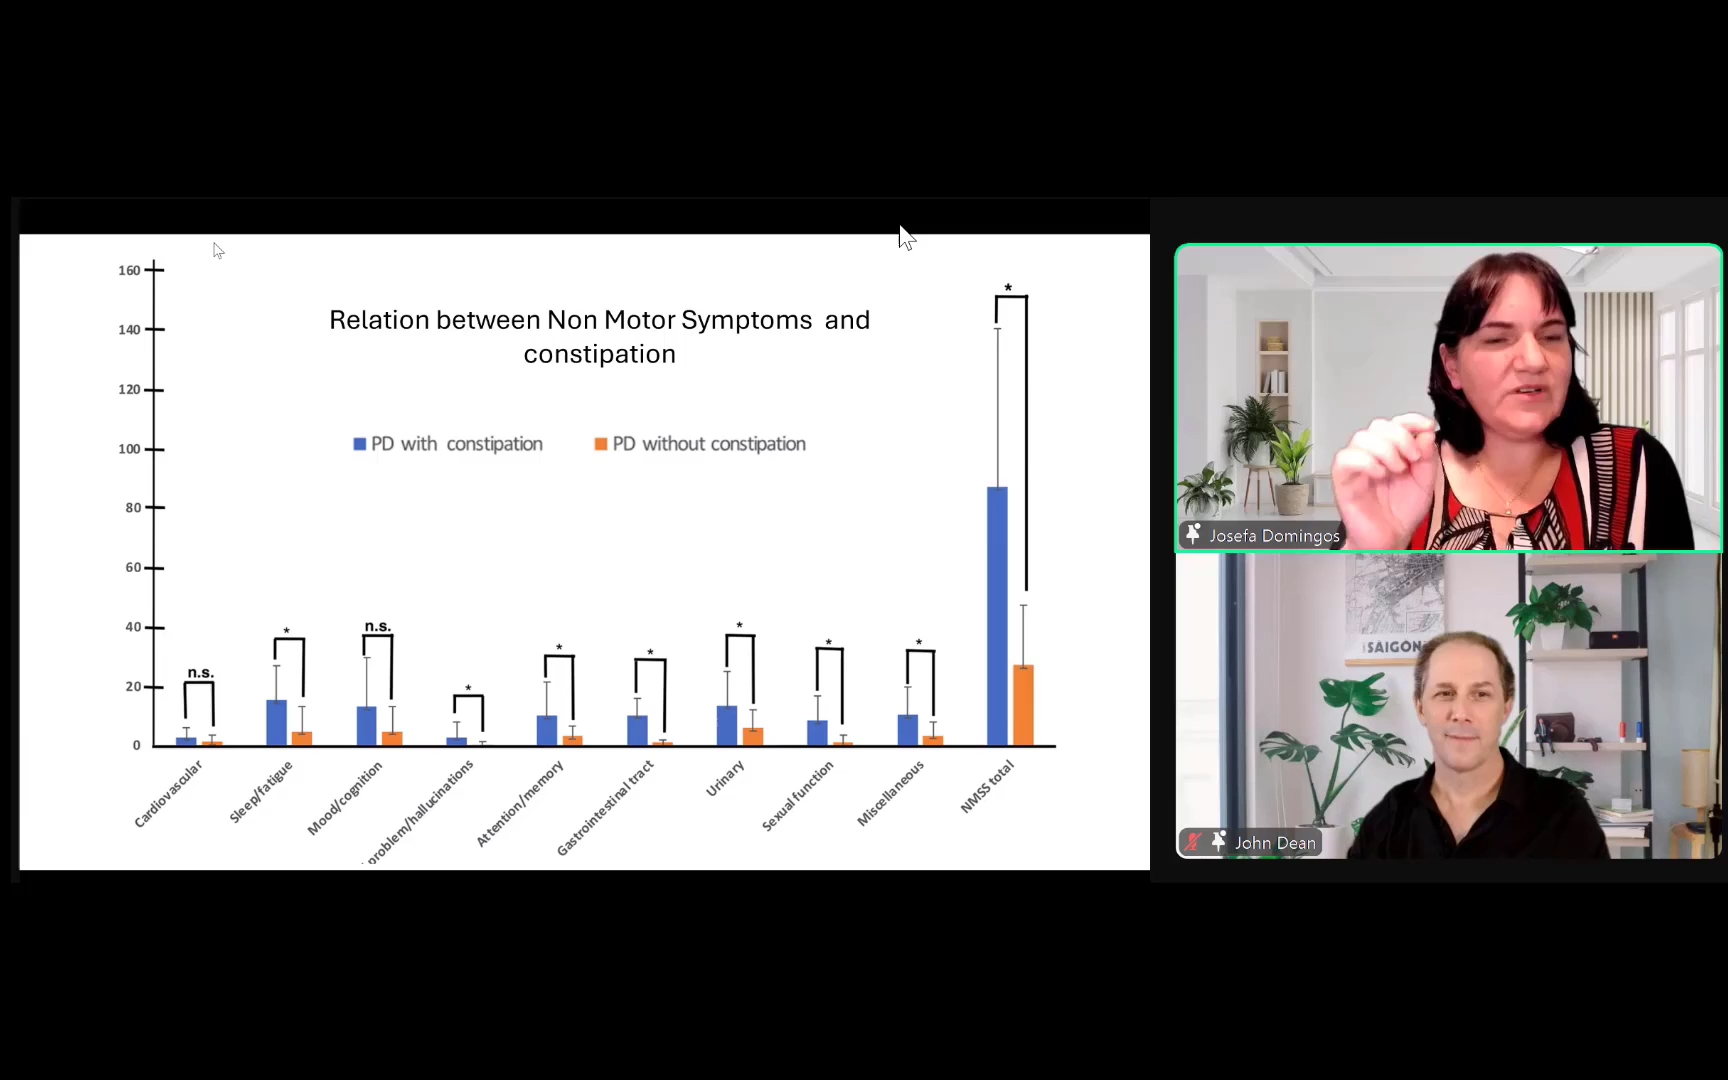 160
140
120
100
80
60
40
20
0
Relation between Non Motor Symptoms and
constipation
PD with constipation
PD without constipation
n.s.
*
n.s.
*
*
*
*
*
*
*
Cardiovascular
Sleep/fatigue
Mood/cognition
problem/hallucinations
Attention/memory
Gastrointestinal tract
Urinary
Sexual function
Miscellaneous
NMSS total
Josefa Domingos
SAIGON
John Dean